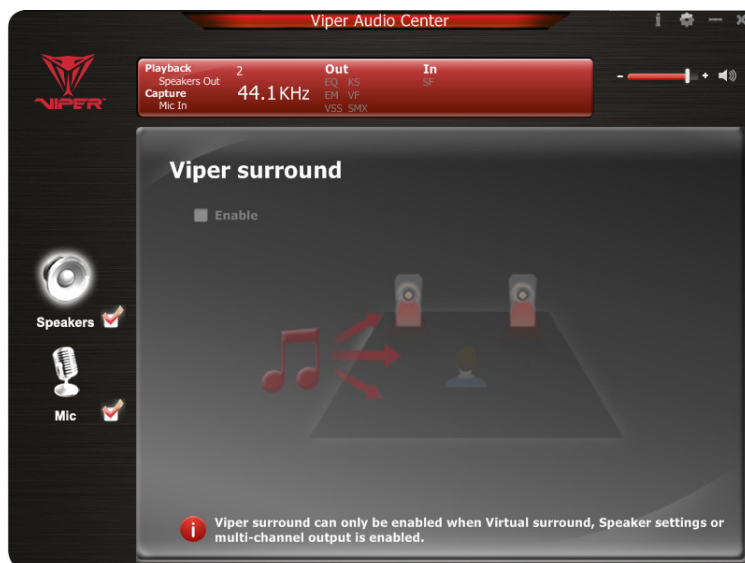 Viper Audio Center
i
VIPER
Playback 2 Out In
Speakers Out EQ KS SF
Capture 44.1KHz EM VF
Mic In VSS SMX
- +
Viper surround
Enable
Speakers
Mic
i Viper surround can only be enabled when Virtual surround, Speaker settings or
multi-channel output is enabled.